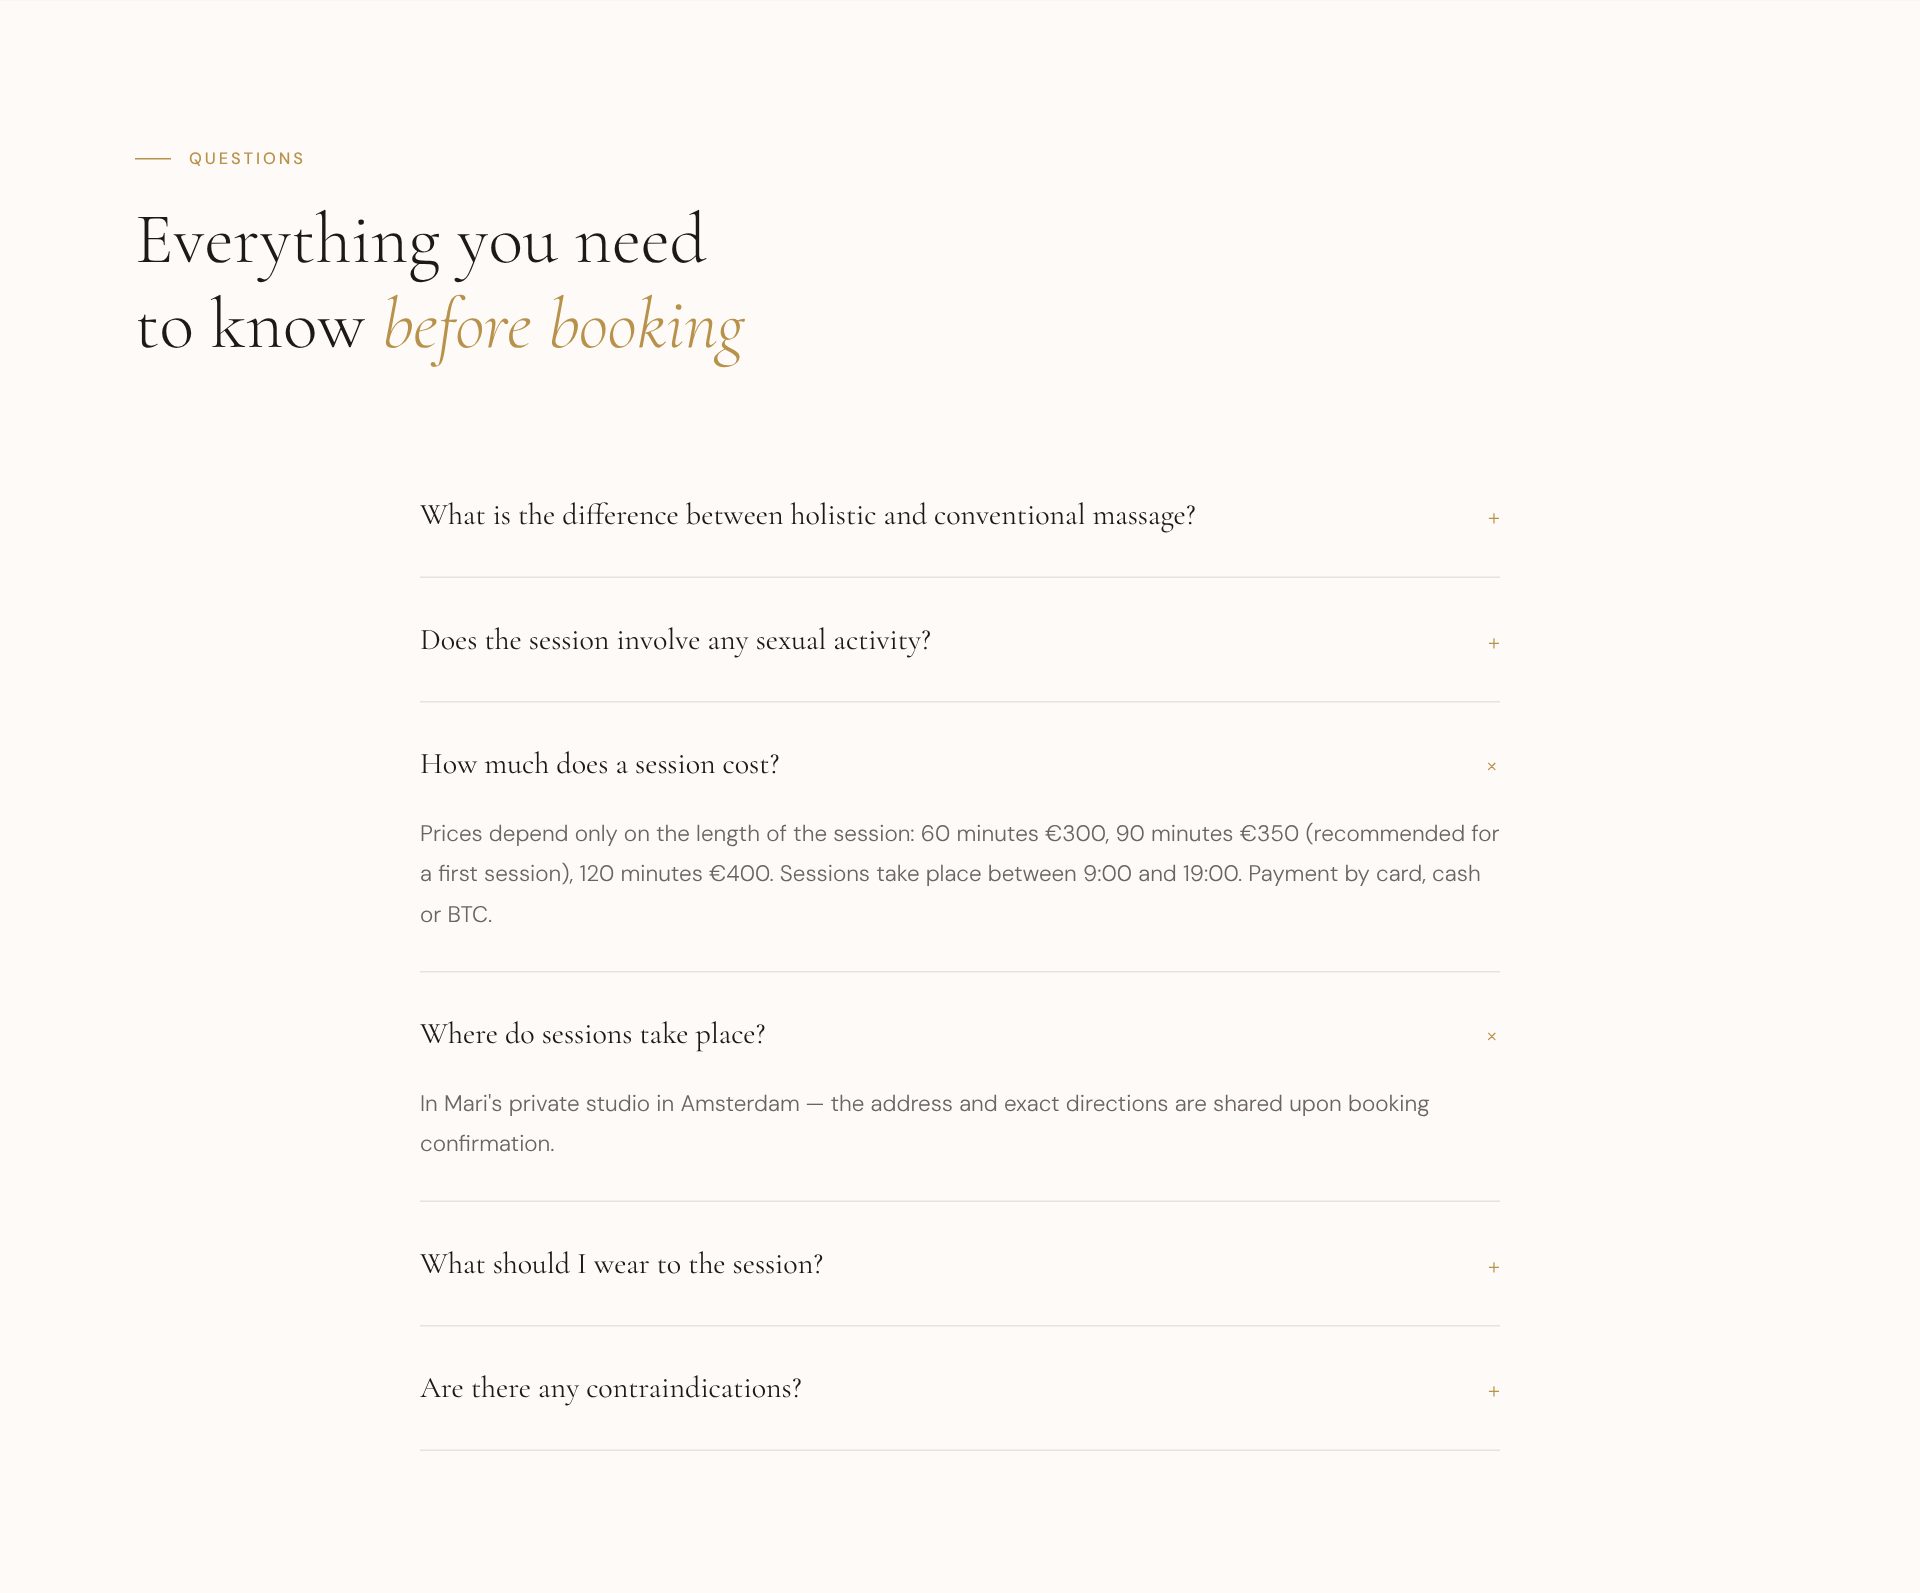 QUESTIONS
Everything you need
to know before booking
What is the difference between holistic and conventional massage?
+
Does the session involve any sexual activity?
+
How much does a session cost?
×
Prices depend only on the length of the session: 60 minutes €300, 90 minutes €350 (recommended for
a first session), 120 minutes €400. Sessions take place between 9:00 and 19:00. Payment by card, cash
or BTC.
Where do sessions take place?
×
In Mari's private studio in Amsterdam — the address and exact directions are shared upon booking
confirmation.
What should I wear to the session?
+
Are there any contraindications?
+